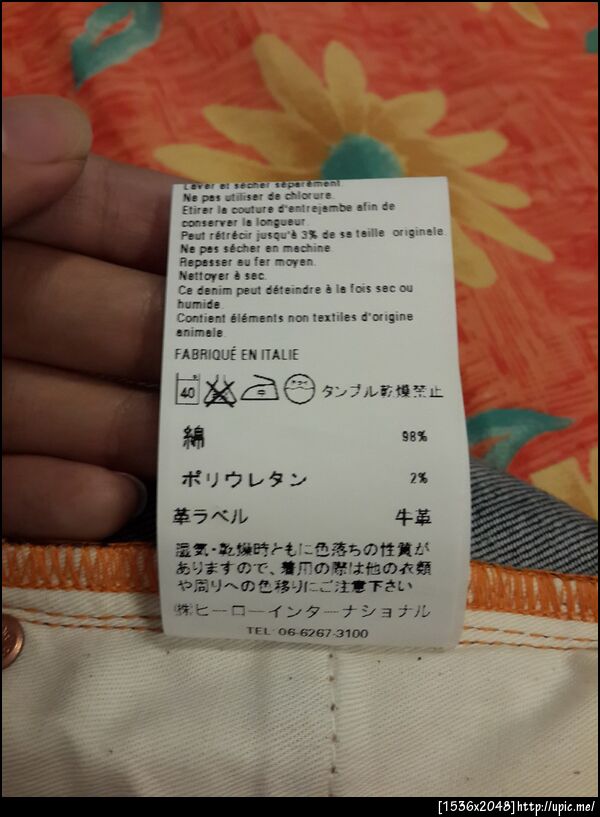 Laver et sécher séparément.
Ne pas utiliser de chlorure.
Etirer la couture d'entrejambe afin de
conserver la longueur.
Peut rétrécir jusqu'à 3% de sa taille originale.
Ne pas sécher en machine.
Repasser au fer moyen.
Nettoyer à sec.
Ce denim peut déteindre à la fois sec ou
humide.
Contient éléments non textiles d'origine
animale.
FABRIQUÉ EN ITALIE
40 中 ドライ タンブル乾燥禁止
綿 98%
ポリウレタン 2%
革ラベル 牛革
湿気・乾燥時ともに色落ちの性質が
ありますので、着用の際は他の衣類
や周りへの色移りにご注意下さい
㈱ヒーローインターナショナル
TEL: 06-6267-3100
[1536x2048]http://upic.me/